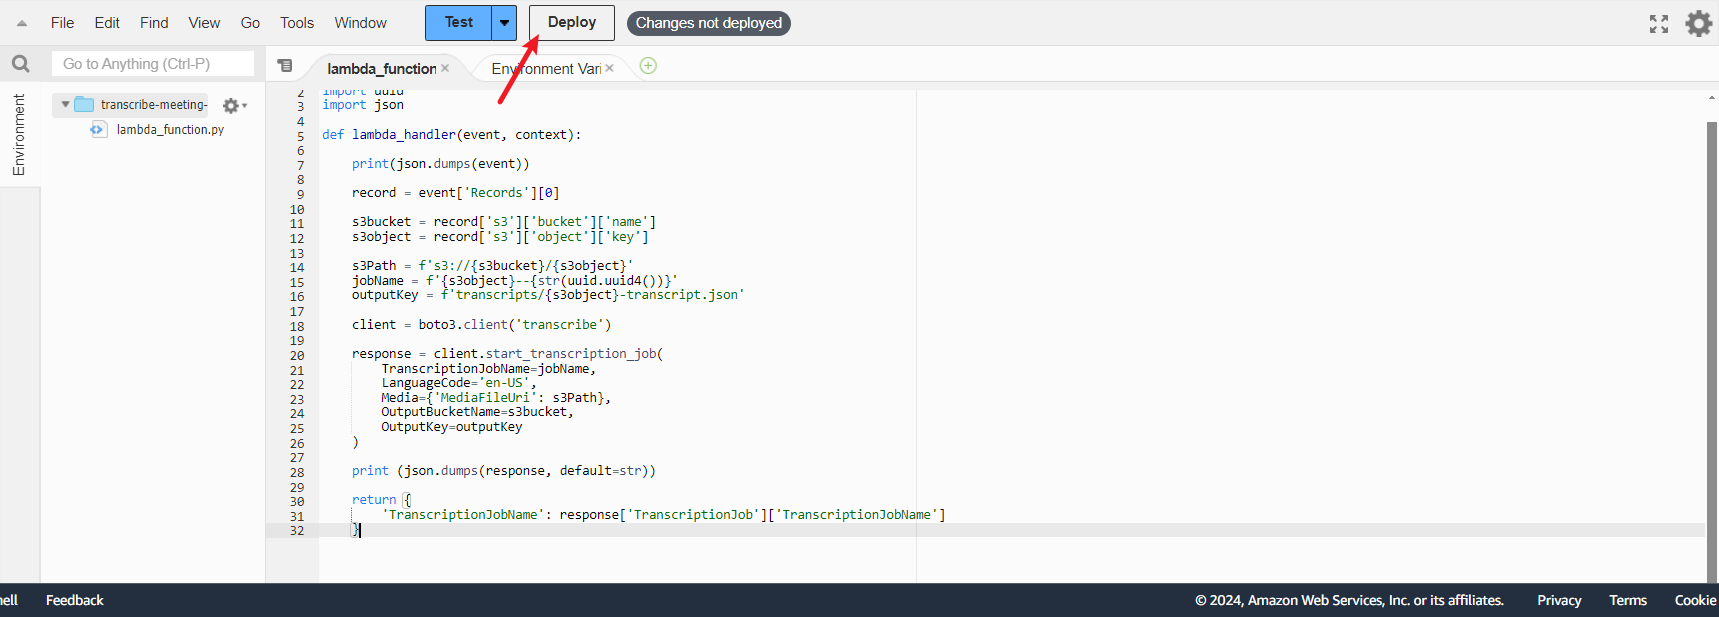 File Edit Find View Go Tools Window Test Deploy Changes not deployed
Go to Anything (Ctrl-P)
lambda_function
Environment Vari
Environment
transcribe-meeting-
lambda_function.py
2 import uuid
3 import json
4
5 def lambda_handler(event, context):
6
7 print(json.dumps(event))
8
9 record = event['Records'][0]
10
11 s3bucket = record['s3']['bucket']['name']
12 s3object = record['s3']['object']['key']
13
14 s3Path = f's3://{s3bucket}/{s3object}'
15 jobName = f'{s3object}--{str(uuid.uuid4())}'
16 outputKey = f'transcripts/{s3object}-transcript.json'
17
18 client = boto3.client('transcribe')
19
20 response = client.start_transcription_job(
21 TranscriptionJobName=jobName,
22 LanguageCode='en-US',
23 Media={'MediaFileUri': s3Path},
24 OutputBucketName=s3bucket,
25 OutputKey=outputKey
26 )
27
28 print (json.dumps(response, default=str))
29
30 return {
31 'TranscriptionJobName': response['TranscriptionJob']['TranscriptionJobName']
32 }
ell Feedback © 2024, Amazon Web Services, Inc. or its affiliates. Privacy Terms Cookie